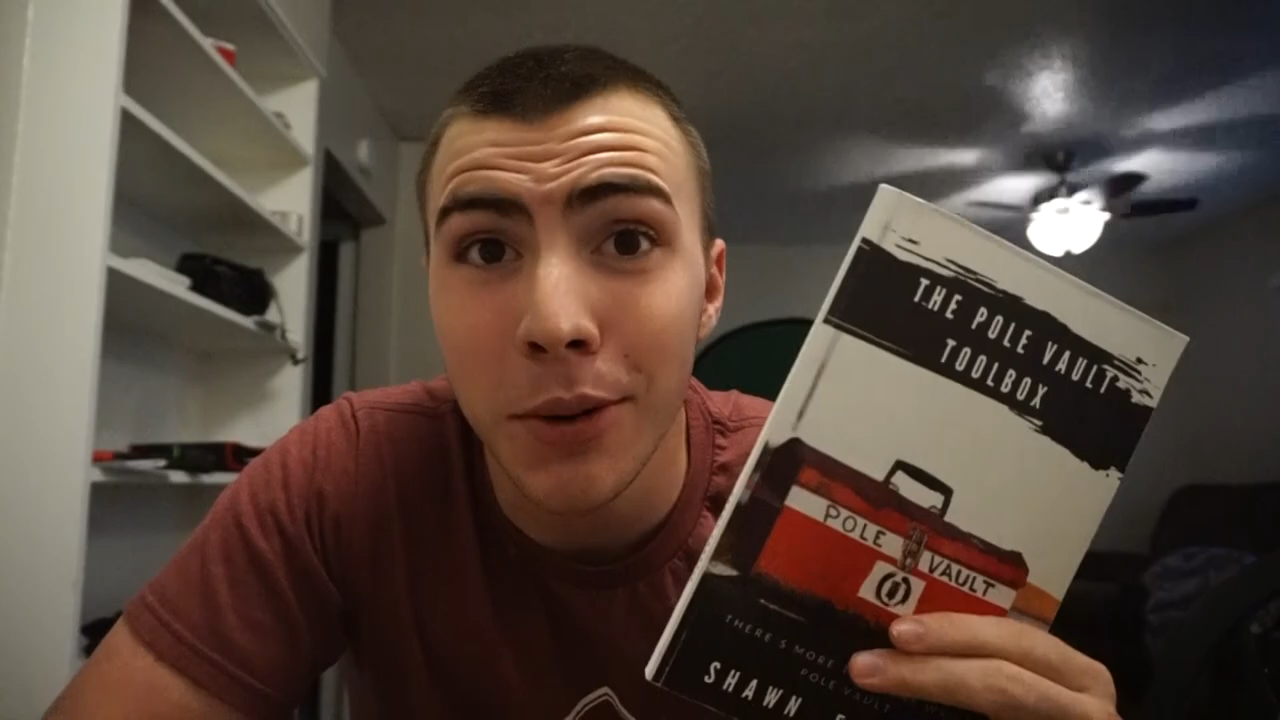 THE POLE VAULT
TOOLBOX
POLE
VAULT
THERE'S MORE
POLE VAULT
SHAWN